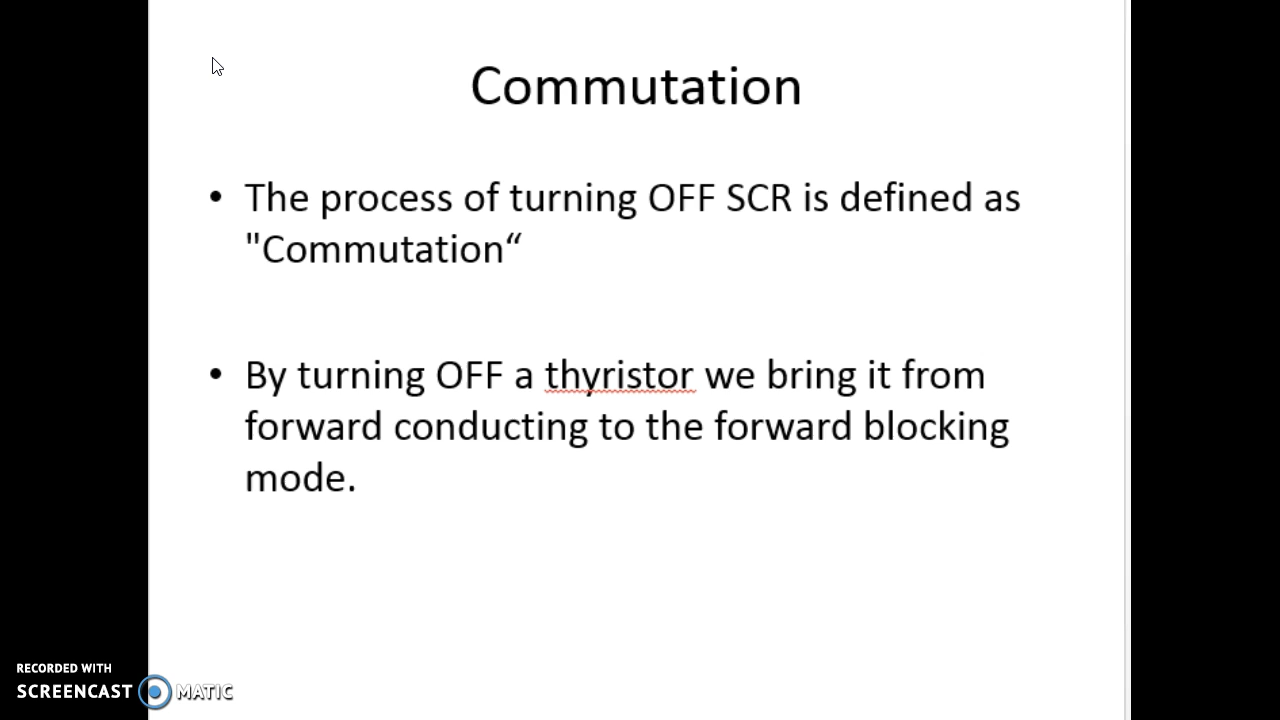 Commutation
• The process of turning OFF SCR is defined as
"Commutation“
• By turning OFF a thyristor we bring it from
forward conducting to the forward blocking
mode.
RECORDED WITH
SCREENCAST MATIC